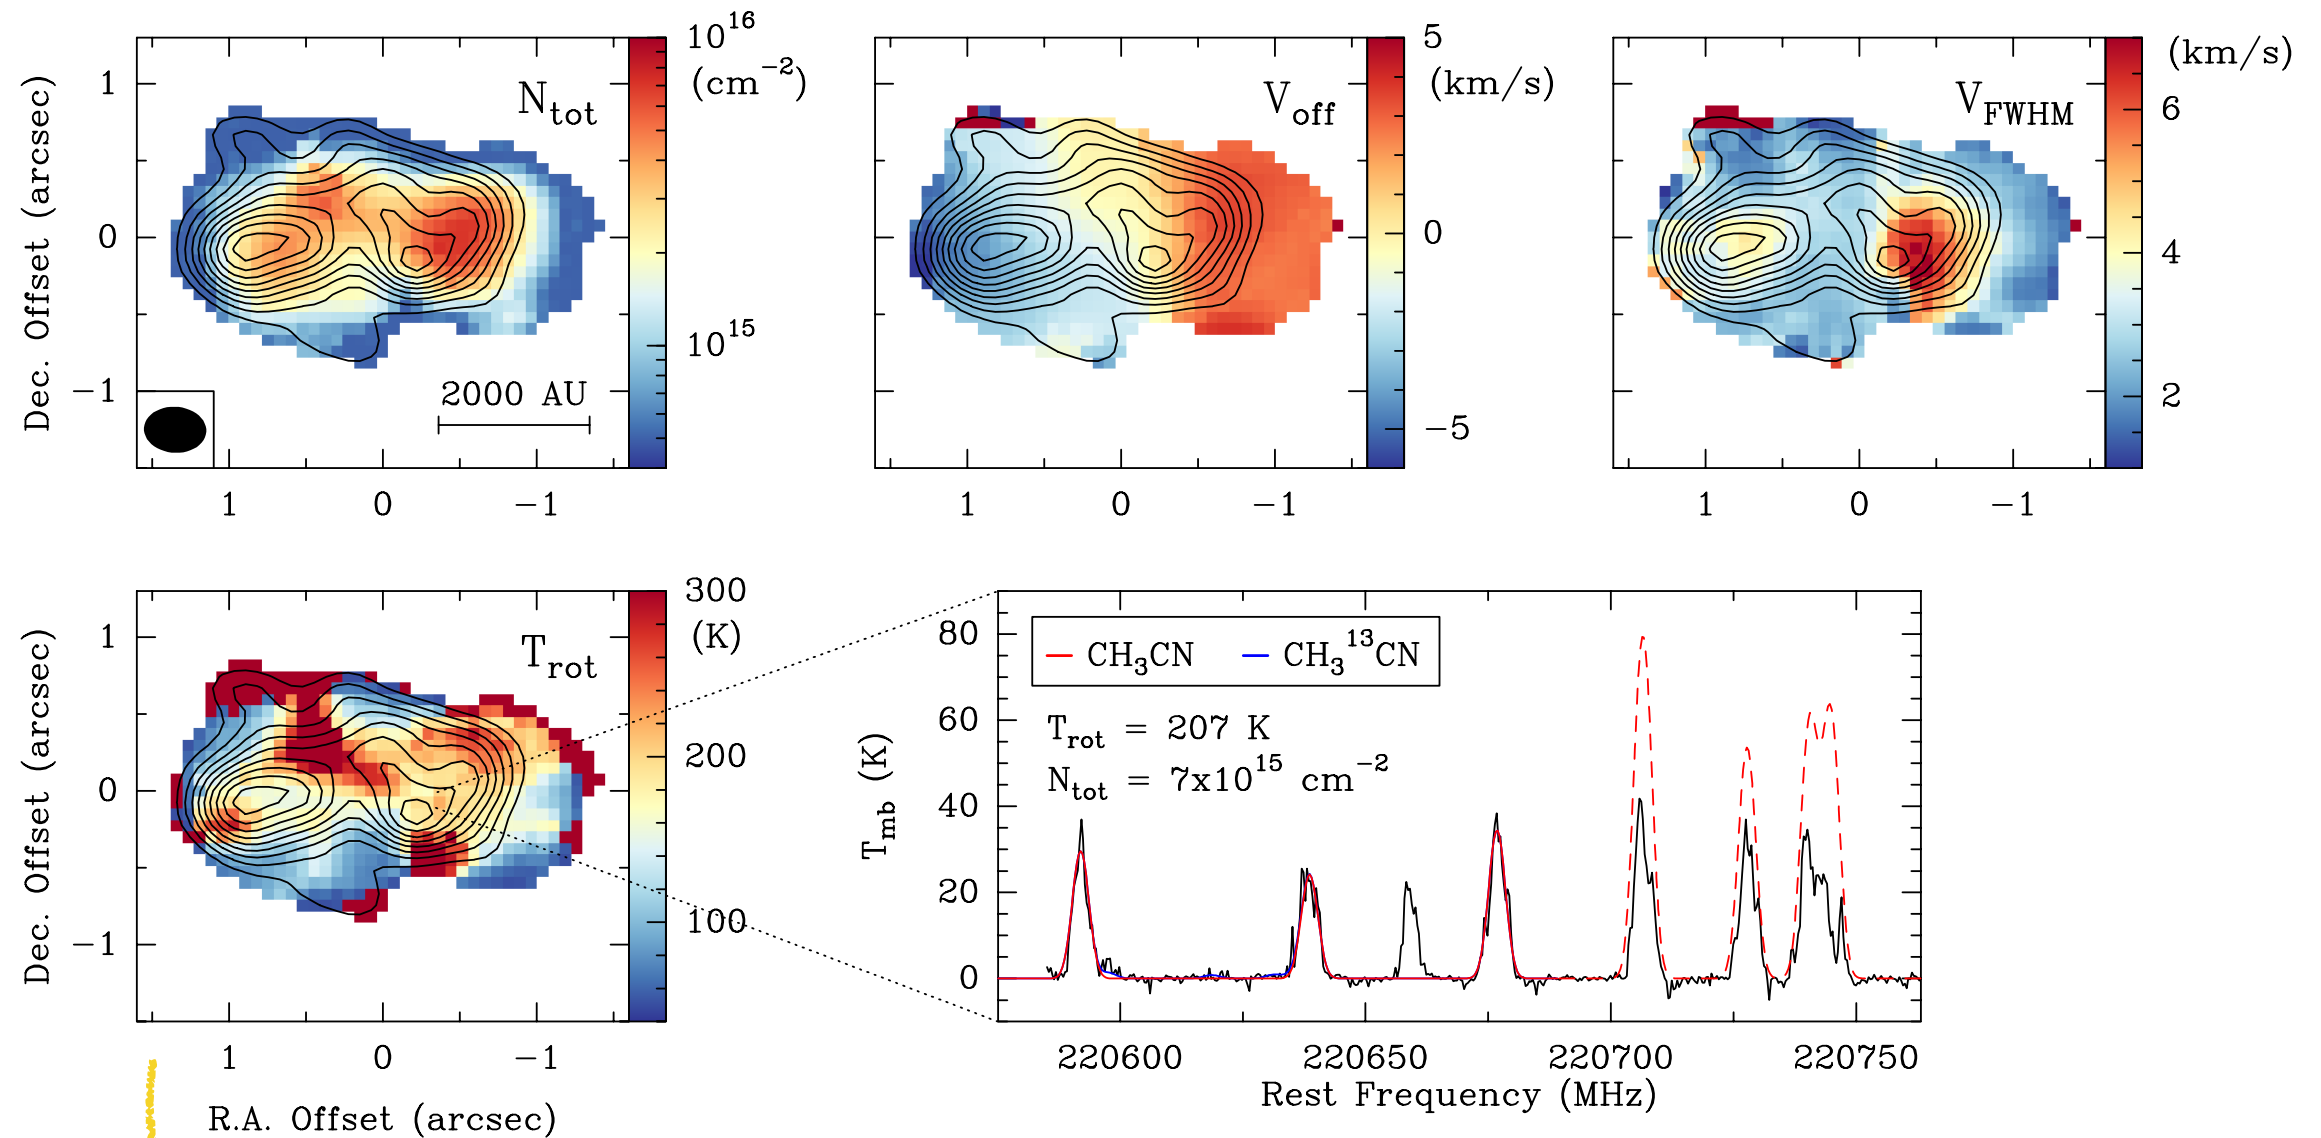 10^16
(cm^−2)
N_tot
10^15
1
0
−1
Dec. Offset (arcsec)
2000 AU
1
0
−1
5
(km/s)
V_off
0
−5
1
0
−1
(km/s)
V_FWHM
6
4
2
1
0
−1
300
(K)
T_rot
200
100
1
0
−1
Dec. Offset (arcsec)
1
0
−1
R.A. Offset (arcsec)
80
60
40
20
0
T_mb (K)
CH_3CN
CH_3^13CN
T_rot = 207 K
N_tot = 7x10^15 cm^−2
220600
220650
220700
220750
Rest Frequency (MHz)